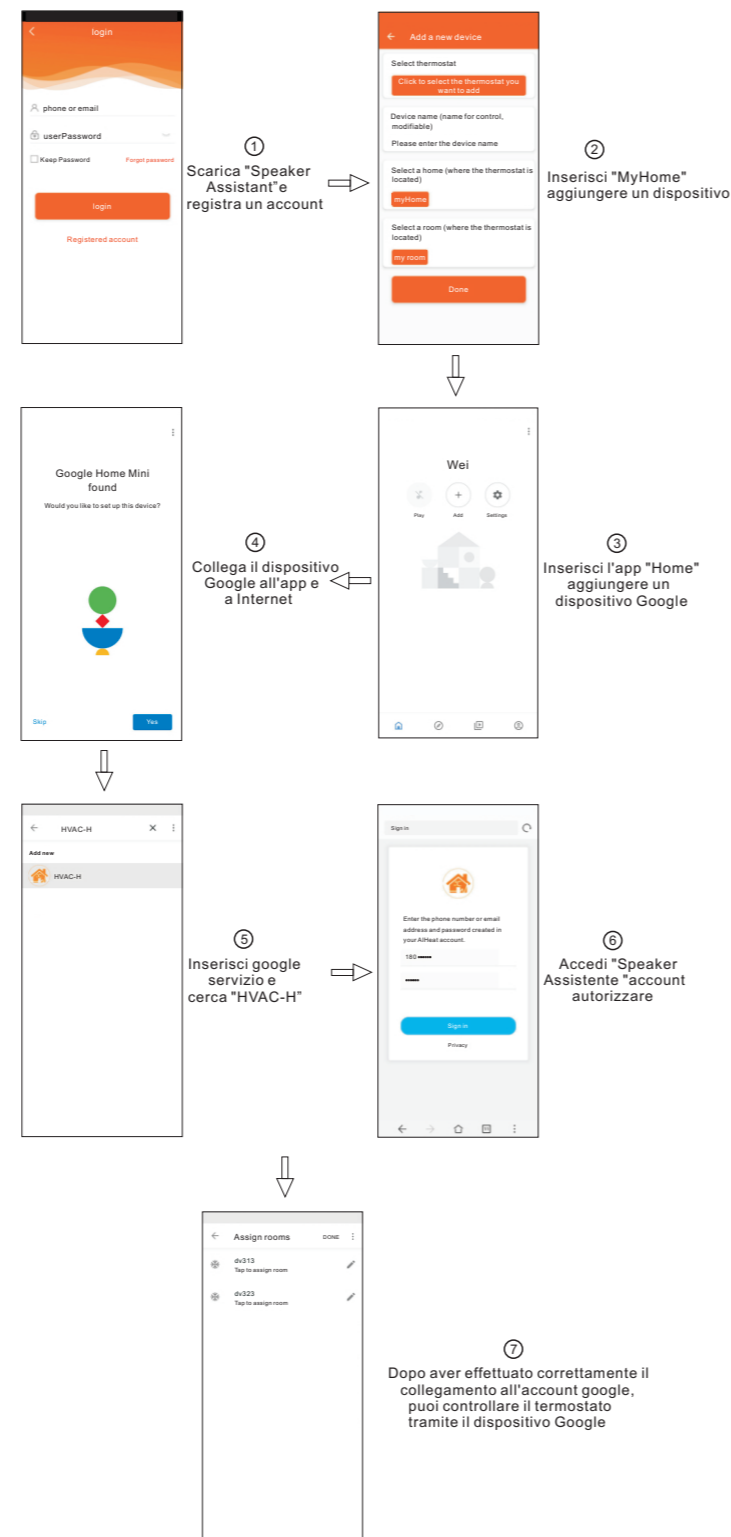 login
phone or email
userPassword
Keep Password
Forgot password
login
Registered account
①
Scarica "Speaker
Assistant"e
registra un account
Add a new device
Select thermostat
Click to select the thermostat you
want to add
Device name (name for control,
modifiable)
Please enter the device name
Select a home (where the thermostat is
located)
myHome
Select a room (where the thermostat is
located)
my room
Done
②
Inserisci "MyHome"
aggiungere un dispositivo
Wei
Play
Add
Settings
③
Inserisci l'app "Home"
aggiungere un
dispositivo Google
Google Home Mini
found
Would you like to set up this device?
Skip
Yes
④
Collega il dispositivo
Google all'app e
a Internet
HVAC-H
Add new
HVAC-H
⑤
Inserisci google
servizio e
cerca "HVAC-H"
Sign in
Enter the phone number or email
address and password created in
your AIHeat account.
180••••••
••••••
Sign in
Privacy
⑥
Accedi "Speaker
Assistente "account
autorizzare
Assign rooms
DONE
dv313
Tap to assign room
dv323
Tap to assign room
⑦
Dopo aver effettuato correttamente il
collegamento all'account google,
puoi controllare il termostato
tramite il dispositivo Google